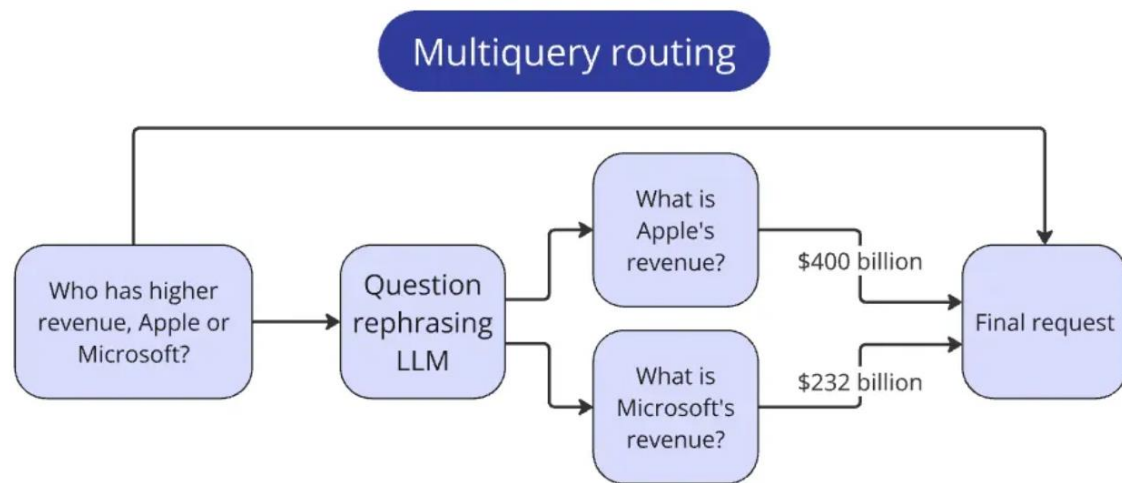 Multiquery routing
Who has higher
revenue, Apple or
Microsoft?
Question
rephrasing
LLM
What is
Apple's
revenue?
$400 billion
What is
Microsoft's
revenue?
$232 billion
Final request